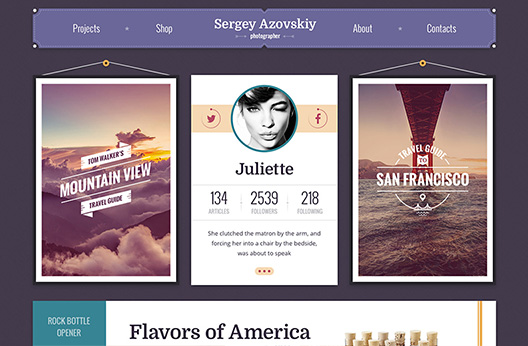 Projects
Shop
Sergey Azovskiy
photographer
About
Contacts
TOM WALKER'S
MOUNTAIN VIEW
TRAVEL GUIDE
Juliette
134
ARTICLES
2539
FOLLOWERS
218
FOLLOWING
She clutched the matron by the arm, and
forcing her into a chair by the bedside,
was about to speak
TRAVEL GUIDE
TO
SAN FRANCISCO
ROCK BOTTLE
OPENER
Flavors of America